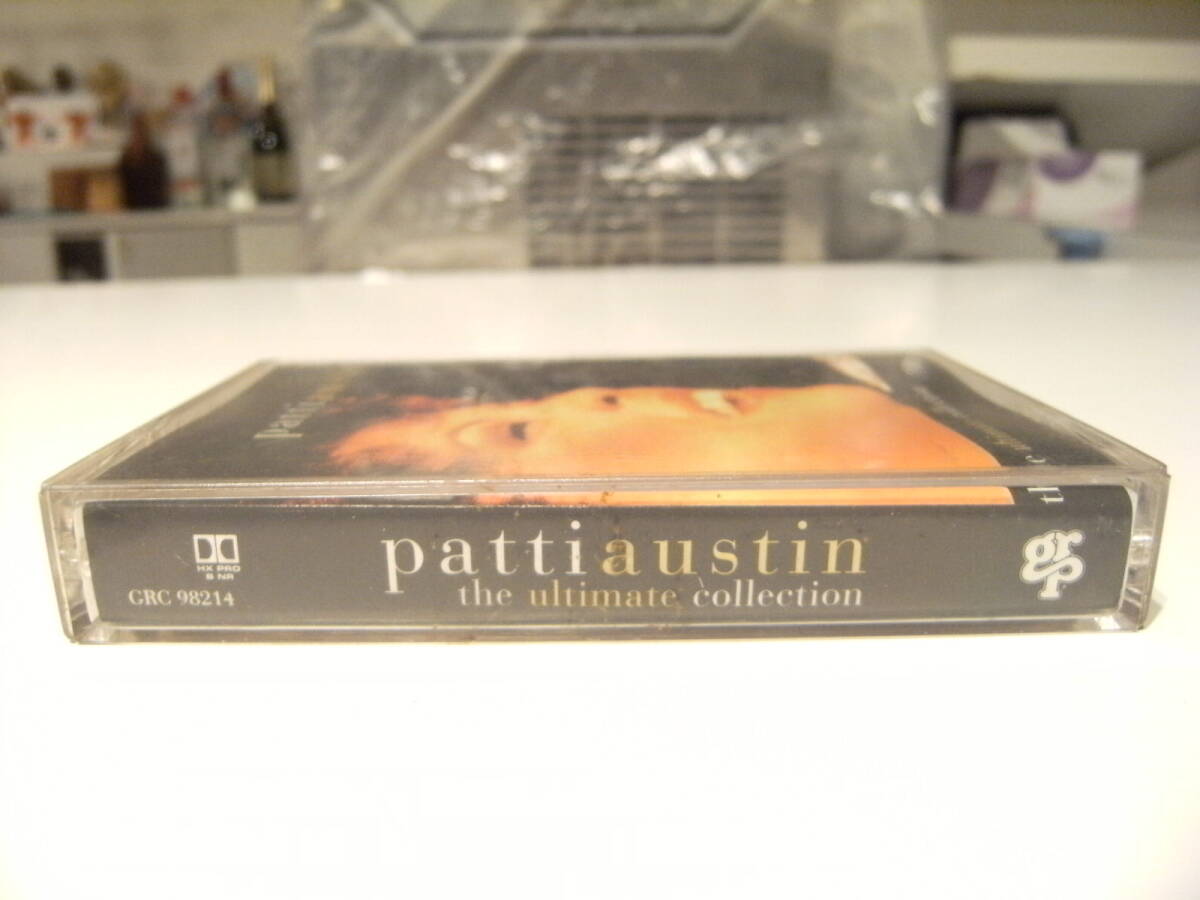 pattiaustin
the ultimate collection
HX PRO
B NR
GRC 98214
grp